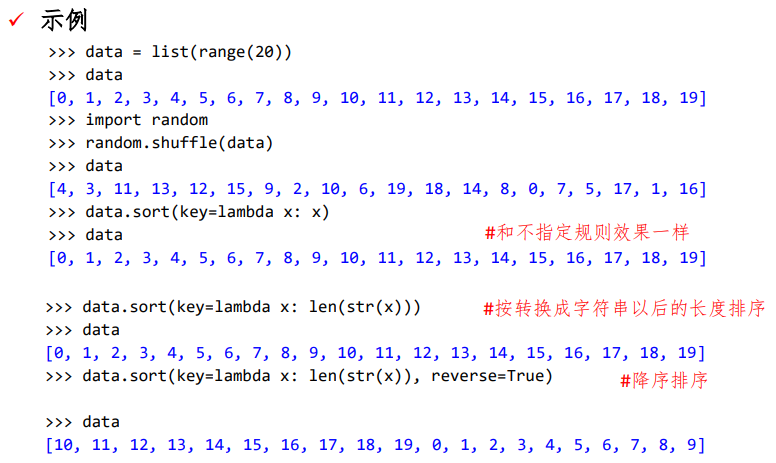 ✓ 示例
>>> data = list(range(20))
>>> data
[0, 1, 2, 3, 4, 5, 6, 7, 8, 9, 10, 11, 12, 13, 14, 15, 16, 17, 18, 19]
>>> import random
>>> random.shuffle(data)
>>> data
[4, 3, 11, 13, 12, 15, 9, 2, 10, 6, 19, 18, 14, 8, 0, 7, 5, 17, 1, 16]
>>> data.sort(key=lambda x: x)
>>> data #和不指定规则效果一样
[0, 1, 2, 3, 4, 5, 6, 7, 8, 9, 10, 11, 12, 13, 14, 15, 16, 17, 18, 19]
>>> data.sort(key=lambda x: len(str(x))) #按转换成字符串以后的长度排序
>>> data
[0, 1, 2, 3, 4, 5, 6, 7, 8, 9, 10, 11, 12, 13, 14, 15, 16, 17, 18, 19]
>>> data.sort(key=lambda x: len(str(x)), reverse=True) #降序排序
>>> data
[10, 11, 12, 13, 14, 15, 16, 17, 18, 19, 0, 1, 2, 3, 4, 5, 6, 7, 8, 9]